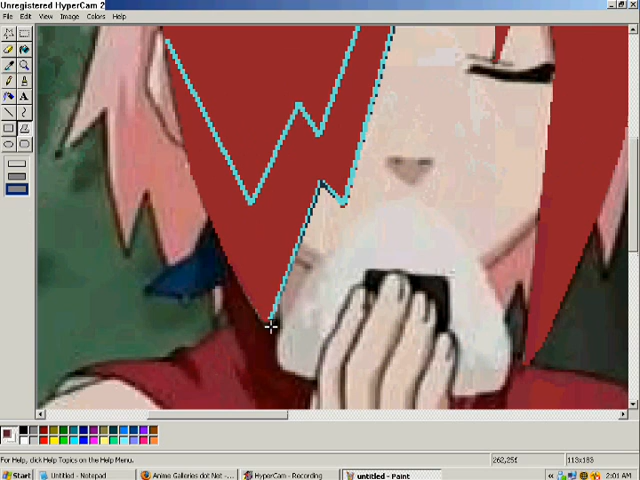 Unregistered HyperCam 2
File Edit View Image Colors Help
A
For Help, click Help Topics on the Help Menu.
113x183
Start
Untitled - Notepad
Anime Galleries dot Net -...
HyperCam - Recording
untitled - Paint
2:01 AM